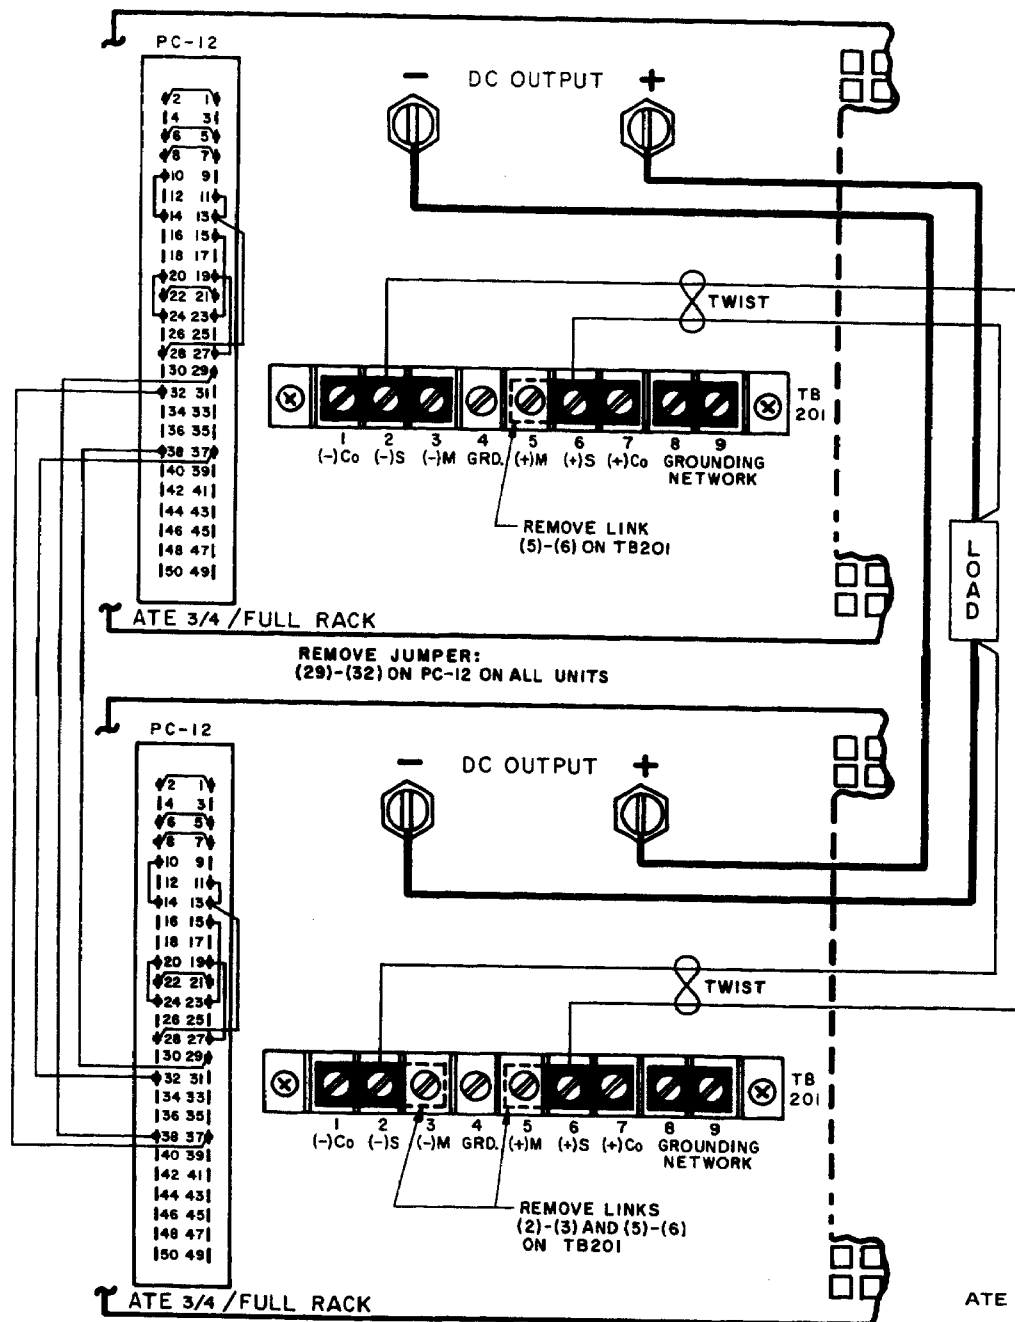 PC-12
− DC OUTPUT +
2 1
4 3
6 5
8 7
10 9
12 11
14 13
16 15
18 17
20 19
22 21
24 23
26 25
28 27
30 29
32 31
34 33
36 35
38 37
40 39
42 41
44 43
46 45
48 47
50 49
TWIST
TB
201
1 2 3 4 5 6 7 8 9
(-)Co (-)S (-)M GRD. (+)M (+)S (+)Co GROUNDING
NETWORK
REMOVE LINK
(5)-(6) ON TB201
LOAD
ATE 3/4 / FULL RACK
REMOVE JUMPER:
(29)-(32) ON PC-12 ON ALL UNITS
PC-12
− DC OUTPUT +
2 1
4 3
6 5
8 7
10 9
12 11
14 13
16 15
18 17
20 19
22 21
24 23
26 25
28 27
30 29
32 31
34 33
36 35
38 37
40 39
42 41
44 43
46 45
48 47
50 49
TWIST
TB
201
1 2 3 4 5 6 7 8 9
(-)Co (-)S (-)M GRD. (+)M (+)S (+)Co GROUNDING
NETWORK
REMOVE LINKS
(2)-(3) AND (5)-(6)
ON TB201
ATE 3/4 / FULL RACK
ATE